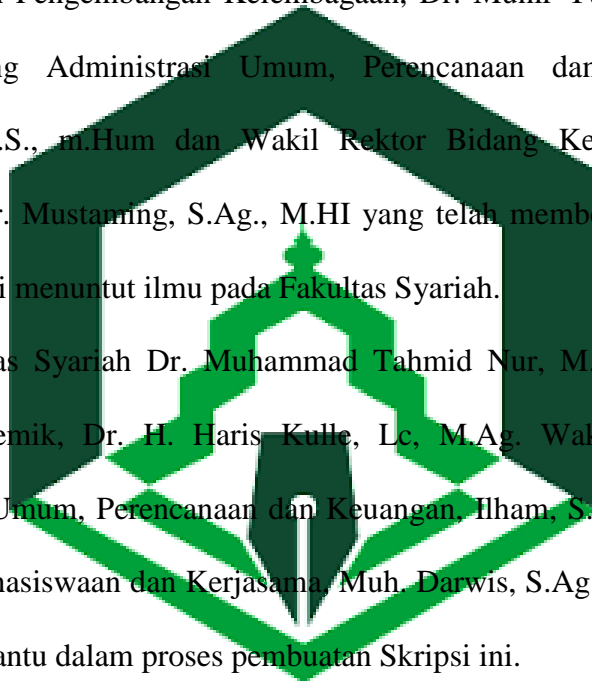 Pengembangan Kelembagaan, Dr. Munir
Administrasi Umum, Perencanaan dan
.S., m.Hum dan Wakil Rektor Bidang Ke
r. Mustaming, S.Ag., M.HI yang telah membe
i menuntut ilmu pada Fakultas Syariah.
as Syariah Dr. Muhammad Tahmid Nur, M.
emik, Dr. H. Haris Kulle, Lc, M.Ag. Wak
Umum, Perencanaan dan Keuangan, Ilham, S.
hasiswaan dan Kerjasama, Muh. Darwis, S.Ag
antu dalam proses pembuatan Skripsi ini.